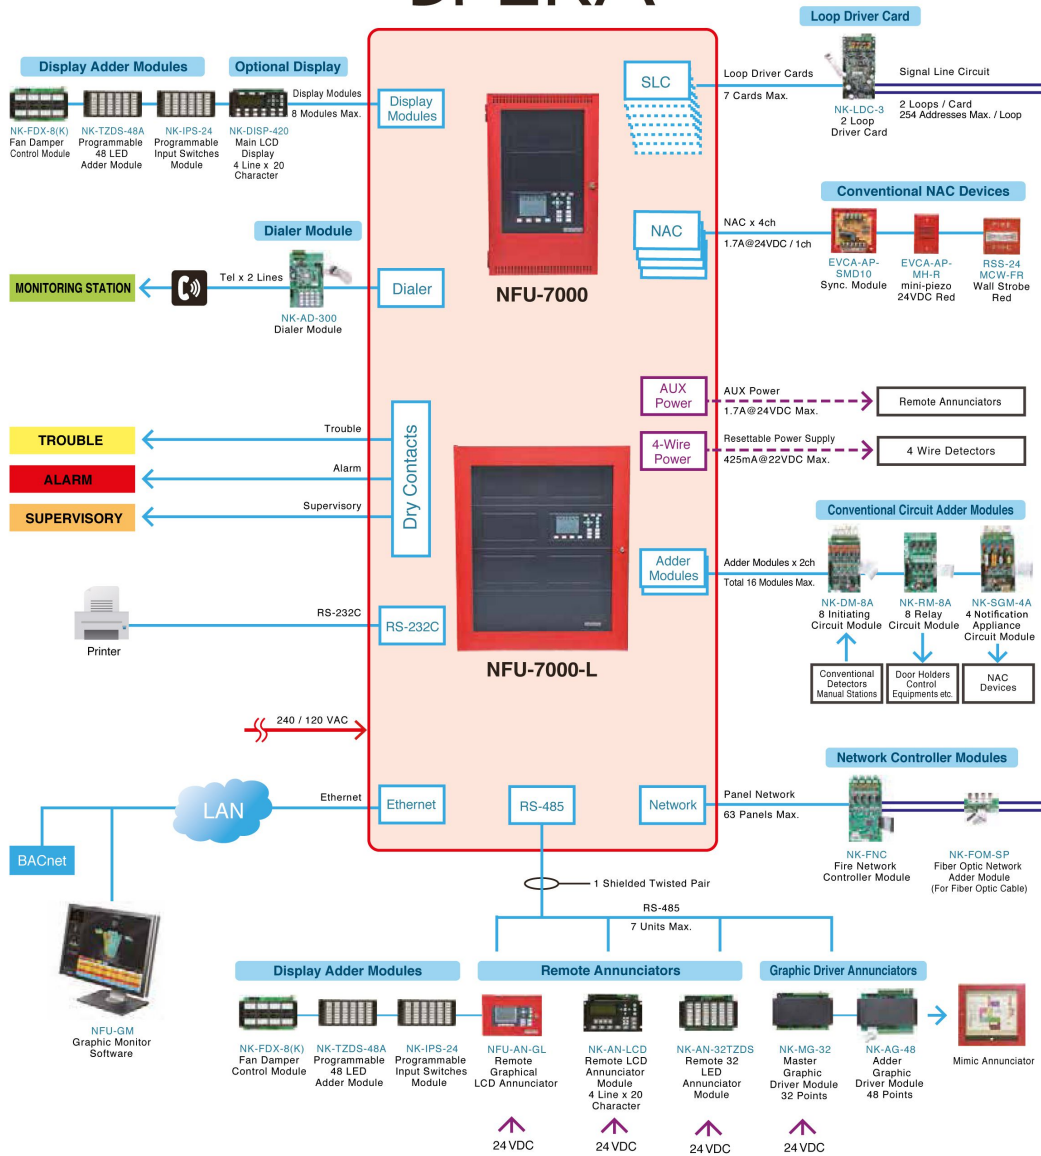 Loop Driver Card
Display Adder Modules
Optional Display
NK-FDX-8(K)
Fan Damper
Control Module
NK-TZDS-48A
Programmable
48 LED
Adder Module
NK-IPS-24
Programmable
Input Switches
Module
NK-DISP-420
Main LCD
Display
4 Line x 20
Character
Display Modules
8 Modules Max.
Display
Modules
SLC
Loop Driver Cards
7 Cards Max.
NK-LDC-3
2 Loop
Driver Card
Signal Line Circuit
2 Loops / Card
254 Addresses Max. / Loop
Dialer Module
MONITORING STATION
Tel x 2 Lines
NK-AD-300
Dialer Module
Dialer
NFU-7000
Conventional NAC Devices
NAC
NAC x 4ch
1.7A@24VDC / 1ch
EVCA-AP-
SMD10
Sync. Module
EVCA-AP-
MH-R
mini-piezo
24VDC Red
RSS-24
MCW-FR
Wall Strobe
Red
AUX
Power
AUX Power
1.7A@24VDC Max.
Remote Annunciators
4-Wire
Power
Resettable Power Supply
425mA@22VDC Max.
4 Wire Detectors
TROUBLE
Trouble
ALARM
Alarm
SUPERVISORY
Supervisory
Dry Contacts
Conventional Circuit Adder Modules
Adder
Modules
Adder Modules x 2ch
Total 16 Modules Max.
NK-DM-8A
8 Initiating
Circuit Module
NK-RM-8A
8 Relay
Circuit Module
NK-SGM-4A
4 Notification
Appliance
Circuit Module
Conventional
Detectors
Manual Stations
Door Holders
Control
Equipments etc.
NAC
Devices
Printer
RS-232C
RS-232C
NFU-7000-L
240 / 120 VAC
Network Controller Modules
LAN
Ethernet
Ethernet
RS-485
Network
Panel Network
63 Panels Max.
NK-FNC
Fire Network
Controller Module
NK-FOM-SP
Fiber Optic Network
Adder Module
(For Fiber Optic Cable)
BACnet
1 Shielded Twisted Pair
RS-485
7 Units Max.
NFU-GM
Graphic Monitor
Software
Display Adder Modules
Remote Annunciators
Graphic Driver Annunciators
NK-FDX-8(K)
Fan Damper
Control Module
NK-TZDS-48A
Programmable
48 LED
Adder Module
NK-IPS-24
Programmable
Input Switches
Module
NFU-AN-GL
Remote
Graphical
LCD Annunciator
NK-AN-LCD
Remote LCD
Annunciator
Module
4 Line x 20
Character
NK-AN-32TZDS
Remote 32
LED
Annunciator
Module
NK-MG-32
Master
Graphic
Driver Module
32 Points
NK-AG-48
Adder
Graphic
Driver Module
48 Points
Mimic Annunciator
24 VDC
24 VDC
24 VDC
24 VDC